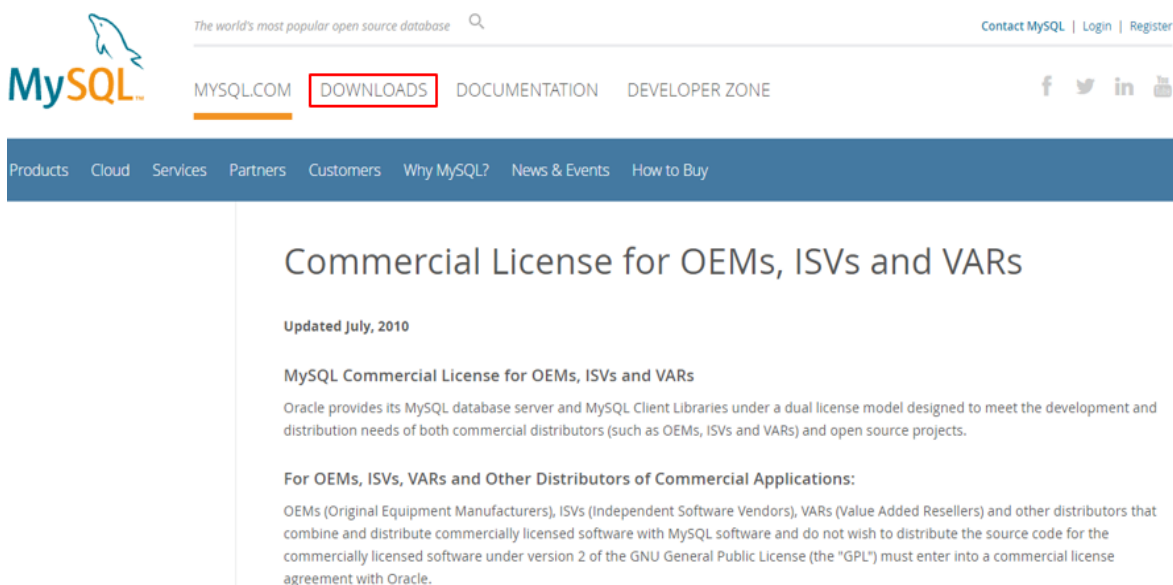 The world's most popular open source database
Contact MySQL | Login | Register
MySQL™
MYSQL.COM DOWNLOADS DOCUMENTATION DEVELOPER ZONE
f in You
Products Cloud Services Partners Customers Why MySQL? News & Events How to Buy
Commercial License for OEMs, ISVs and VARs
Updated July, 2010
MySQL Commercial License for OEMs, ISVs and VARs
Oracle provides its MySQL database server and MySQL Client Libraries under a dual license model designed to meet the development and
distribution needs of both commercial distributors (such as OEMs, ISVs and VARs) and open source projects.
For OEMs, ISVs, VARs and Other Distributors of Commercial Applications:
OEMs (Original Equipment Manufacturers), ISVs (Independent Software Vendors), VARs (Value Added Resellers) and other distributors that
combine and distribute commercially licensed software with MySQL software and do not wish to distribute the source code for the
commercially licensed software under version 2 of the GNU General Public License (the "GPL") must enter into a commercial license
agreement with Oracle.